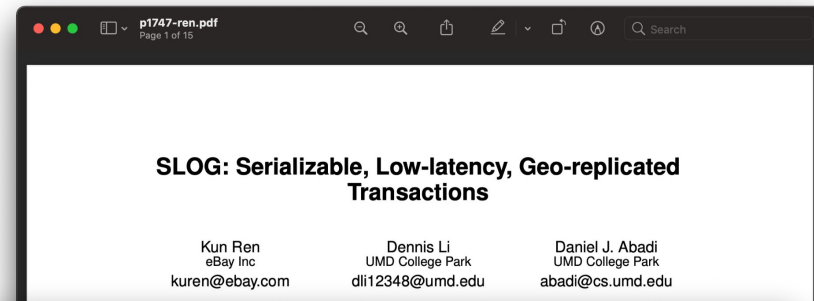 p1747-ren.pdf
Page 1 of 15
Search
SLOG: Serializable, Low-latency, Geo-replicated
Transactions
Kun Ren Dennis Li Daniel J. Abadi
eBay Inc UMD College Park UMD College Park
kuren@ebay.com dli12348@umd.edu abadi@cs.umd.edu